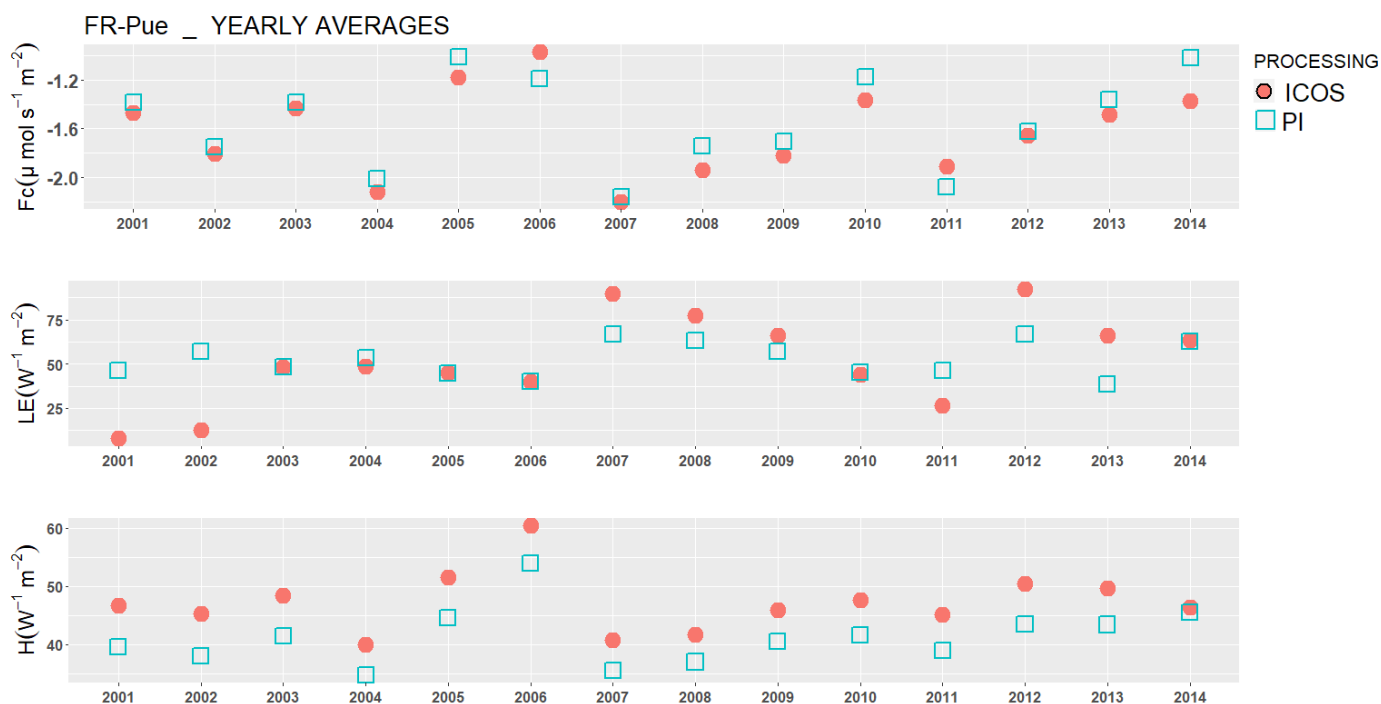 FR-Pue _ YEARLY AVERAGES
Fc(μ mol s⁻¹ m⁻²)
-1.2
-1.6
-2.0
2001 2002 2003 2004 2005 2006 2007 2008 2009 2010 2011 2012 2013 2014
PROCESSING
ICOS
PI
LE(W⁻¹ m⁻²)
75
50
25
2001 2002 2003 2004 2005 2006 2007 2008 2009 2010 2011 2012 2013 2014
H(W⁻¹ m⁻²)
60
50
40
2001 2002 2003 2004 2005 2006 2007 2008 2009 2010 2011 2012 2013 2014